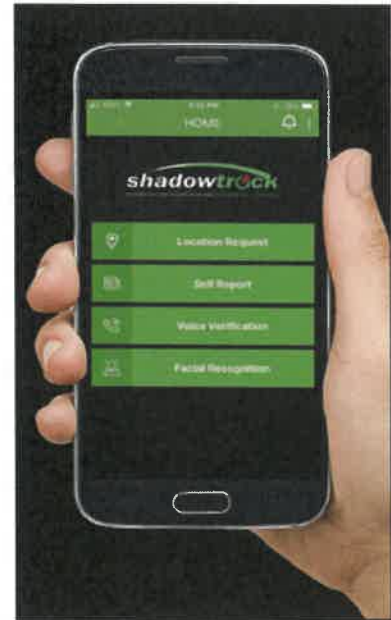 HOME
shadowtrack
Location Request
Self Report
Voice Verification
Facial Recognition